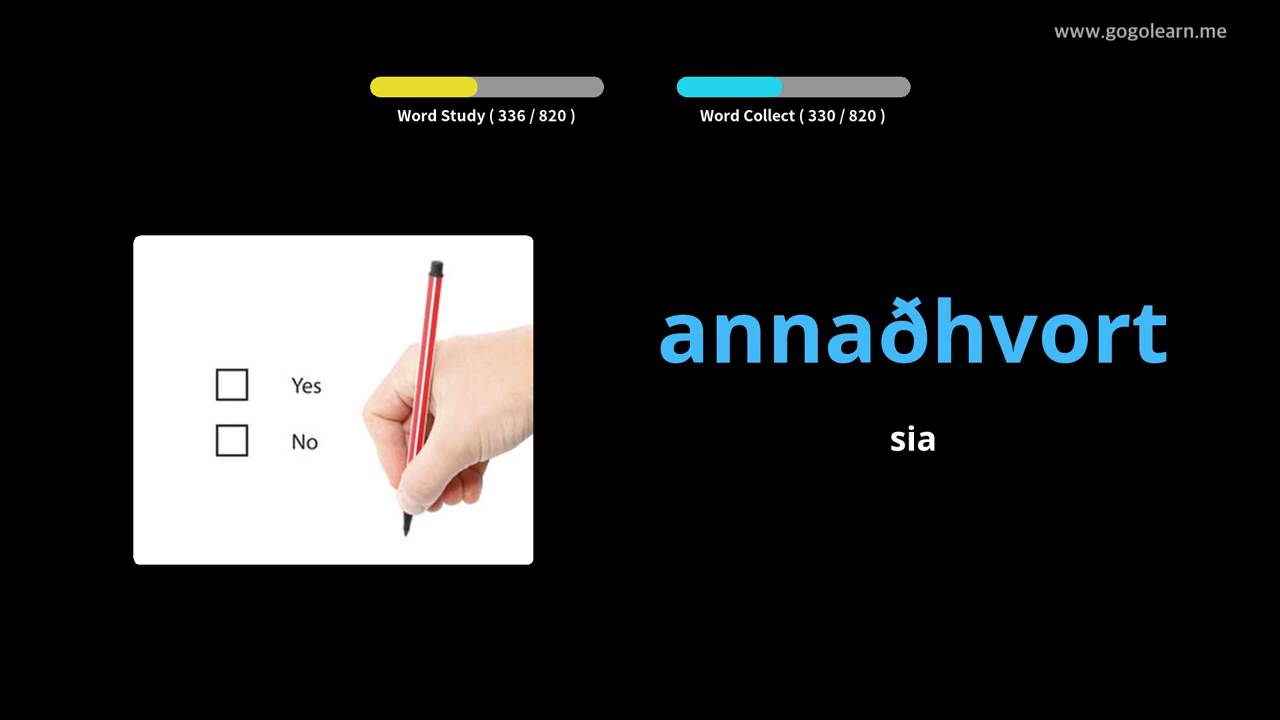 www.gogolearn.me
Word Study ( 336 / 820 )
Word Collect ( 330 / 820 )
Yes
No
annaðhvort
sia